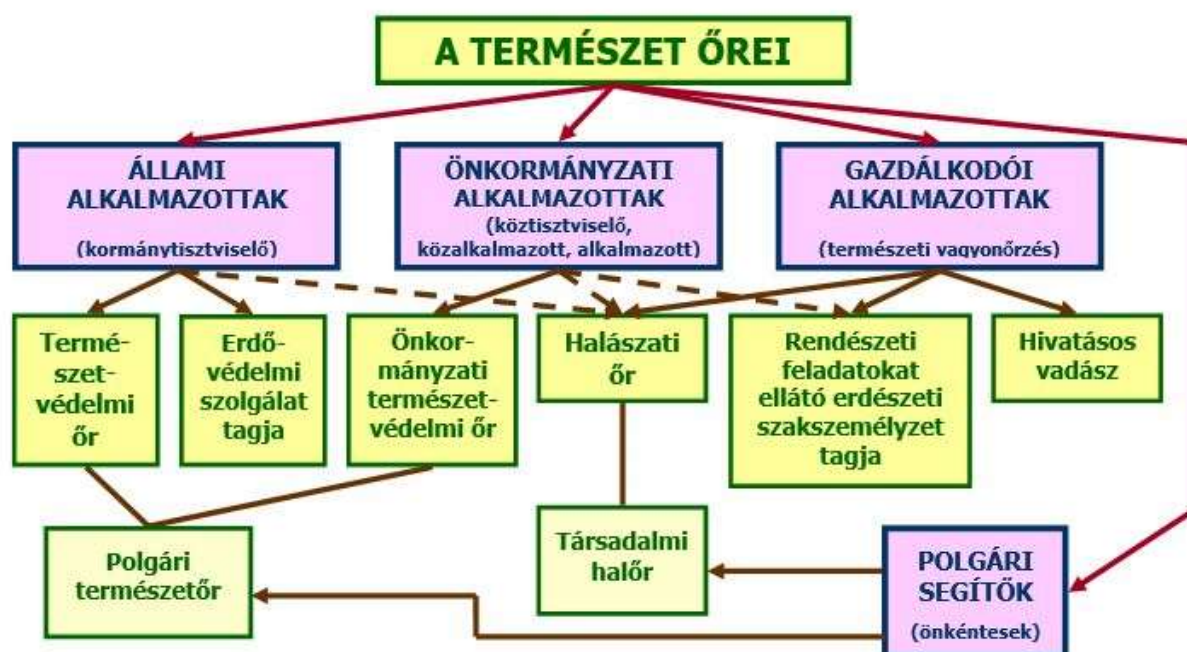 A TERMÉSZET ŐREI
ÁLLAMI
ALKALMAZOTTAK
(kormánytisztviselő)
ÖNKORMÁNYZATI
ALKALMAZOTTAK
(köztisztviselő,
közalkalmazott, alkalmazott)
GAZDÁLKODÓI
ALKALMAZOTTAK
(természeti vagyonőrzés)
Termé-
szet-
védelmi
őr
Erdő-
védelmi
szolgálat
tagja
Önkor-
mányzati
természet-
védelmi őr
Halászati
őr
Rendészeti
feladatokat
ellátó erdészeti
szakszemélyzet
tagja
Hivatásos
vadász
Polgári
természetőr
Társadalmi
halőr
POLGÁRI
SEGÍTŐK
(önkéntesek)